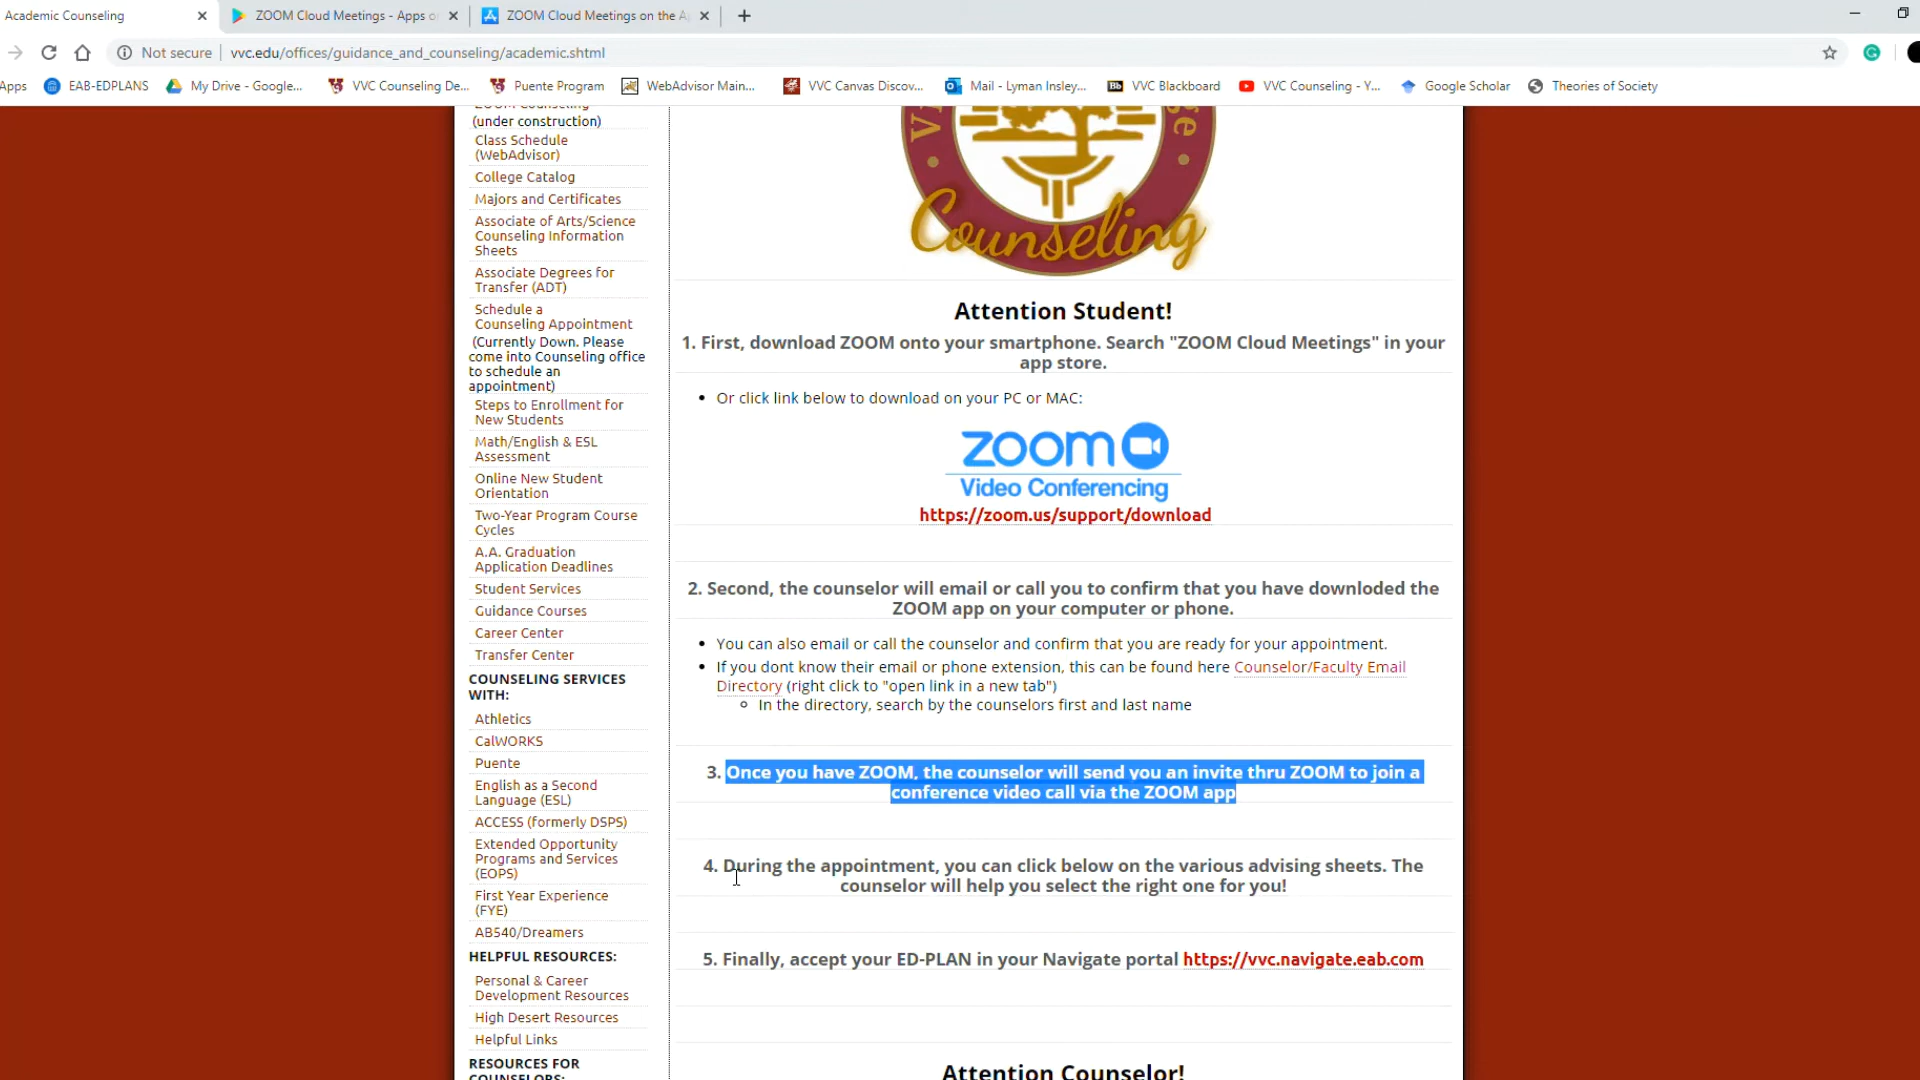 Academic Counseling
ZOOM Cloud Meetings - Apps o
ZOOM Cloud Meetings on the A
Not secure
vvc.edu/offices/guidance_and_counseling/academic.shtml
Apps
EAB-EDPLANS
My Drive - Google...
VVC Counseling De...
Puente Program
WebAdvisor Main...
VVC Canvas Discov...
Mail - Lyman Insley...
Bb
VVC Blackboard
VVC Counseling - Y...
Google Scholar
Theories of Society
ZOOM Counseling
(under construction)
Class Schedule
(WebAdvisor)
College Catalog
Majors and Certificates
Associate of Arts/Science
Counseling Information
Sheets
Associate Degrees for
Transfer (ADT)
Schedule a
Counseling Appointment
(Currently Down. Please
come into Counseling office
to schedule an
appointment)
Steps to Enrollment for
New Students
Math/English & ESL
Assessment
Online New Student
Orientation
Two-Year Program Course
Cycles
A.A. Graduation
Application Deadlines
Student Services
Guidance Courses
Career Center
Transfer Center
COUNSELING SERVICES
WITH:
Athletics
CalWORKS
Puente
English as a Second
Language (ESL)
ACCESS (formerly DSPS)
Extended Opportunity
Programs and Services
(EOPS)
First Year Experience
(FYE)
AB540/Dreamers
HELPFUL RESOURCES:
Personal & Career
Development Resources
High Desert Resources
Helpful Links
RESOURCES FOR
COUNSELORS:
Counseling
Attention Student!
1. First, download ZOOM onto your smartphone. Search "ZOOM Cloud Meetings" in your
app store.
• Or click link below to download on your PC or MAC:
zoom
Video Conferencing
https://zoom.us/support/download
2. Second, the counselor will email or call you to confirm that you have downloded the
ZOOM app on your computer or phone.
• You can also email or call the counselor and confirm that you are ready for your appointment.
• If you dont know their email or phone extension, this can be found here Counselor/Faculty Email
Directory (right click to "open link in a new tab")
o In the directory, search by the counselors first and last name
3. Once you have ZOOM, the counselor will send you an invite thru ZOOM to join a
conference video call via the ZOOM app
4. During the appointment, you can click below on the various advising sheets. The
counselor will help you select the right one for you!
5. Finally, accept your ED-PLAN in your Navigate portal https://vvc.navigate.eab.com
Attention Counselor!